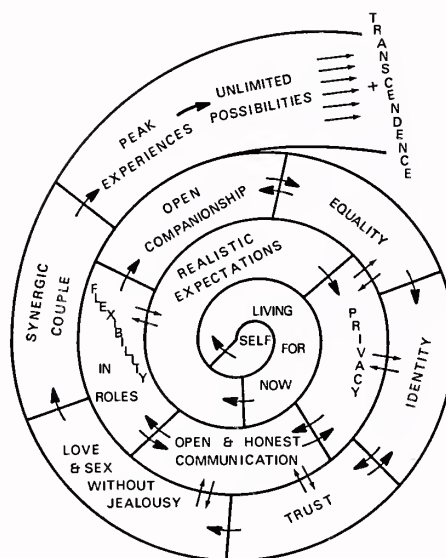 SELF
LIVING
FOR
NOW
REALISTIC
EXPECTATIONS
PRIVACY
OPEN & HONEST
COMMUNICATION
FLEXIBILITY
IN
ROLES
OPEN
COMPANIONSHIP
EQUALITY
IDENTITY
TRUST
LOVE
& SEX
WITHOUT
JEALOUSY
SYNERGIC
COUPLE
PEAK
EXPERIENCES
UNLIMITED
POSSIBILITIES
+
TRANSCENDENCE